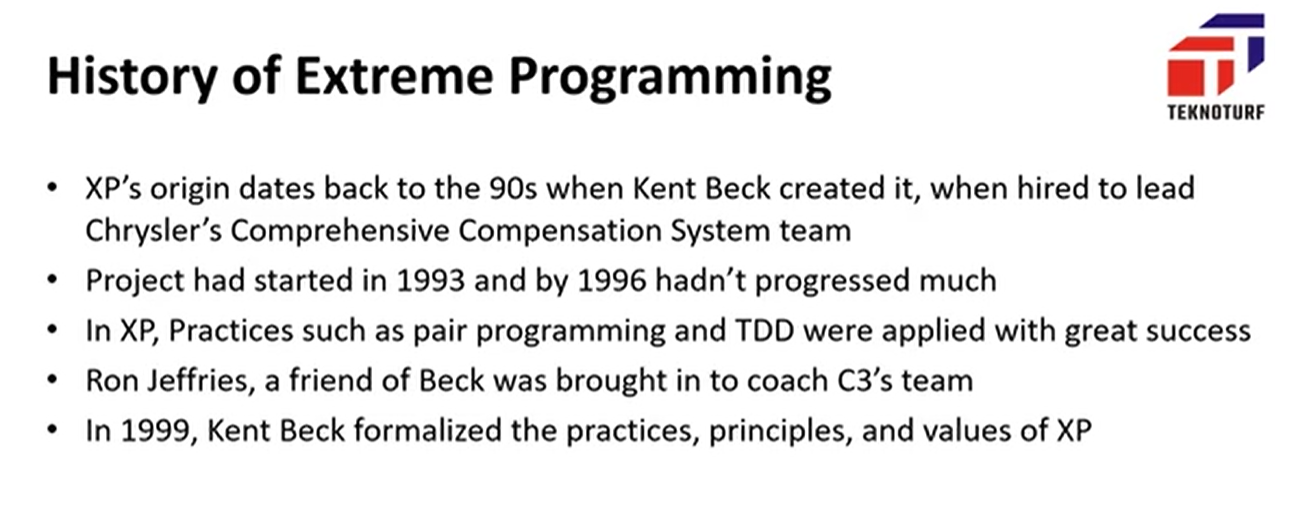 History of Extreme Programming
TEKNOTURF
• XP’s origin dates back to the 90s when Kent Beck created it, when hired to lead
Chrysler’s Comprehensive Compensation System team
• Project had started in 1993 and by 1996 hadn’t progressed much
• In XP, Practices such as pair programming and TDD were applied with great success
• Ron Jeffries, a friend of Beck was brought in to coach C3’s team
• In 1999, Kent Beck formalized the practices, principles, and values of XP